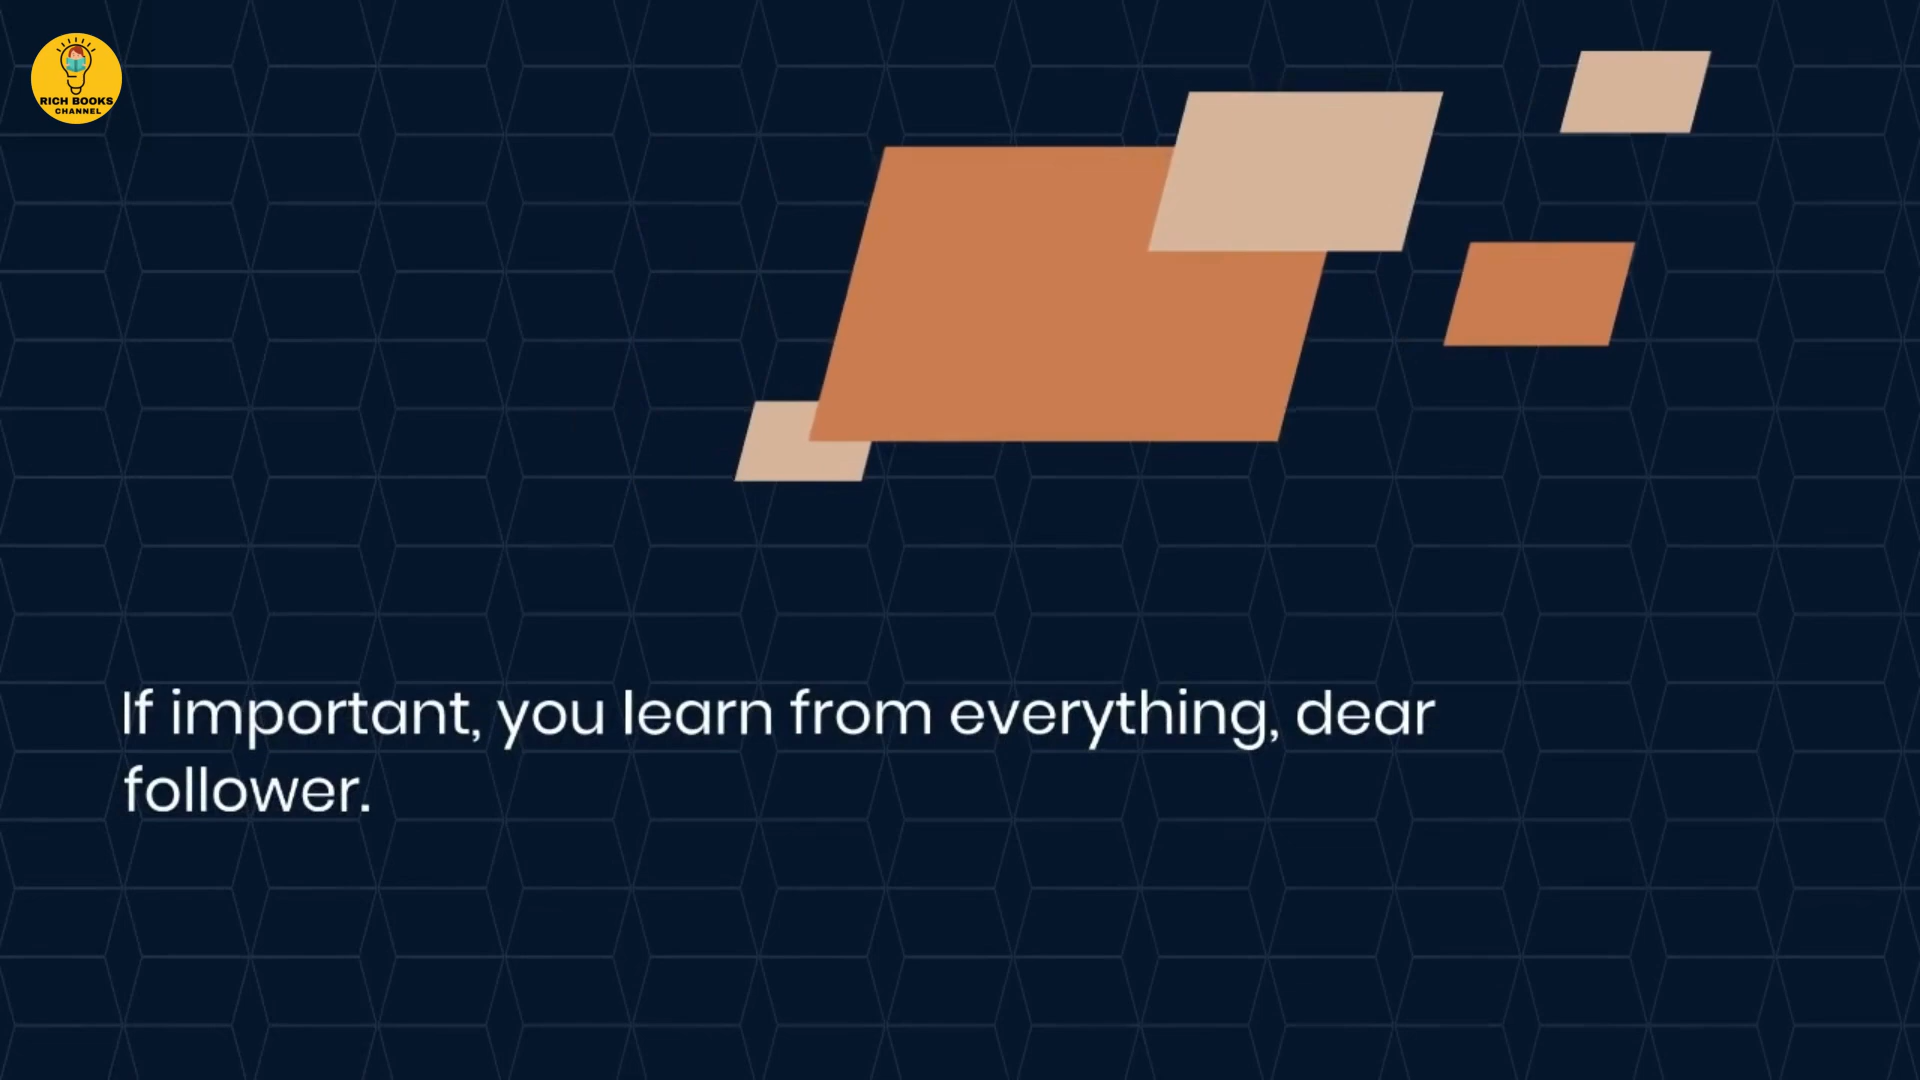 RICH BOOKS
CHANNEL
If important, you learn from everything, dear
follower.